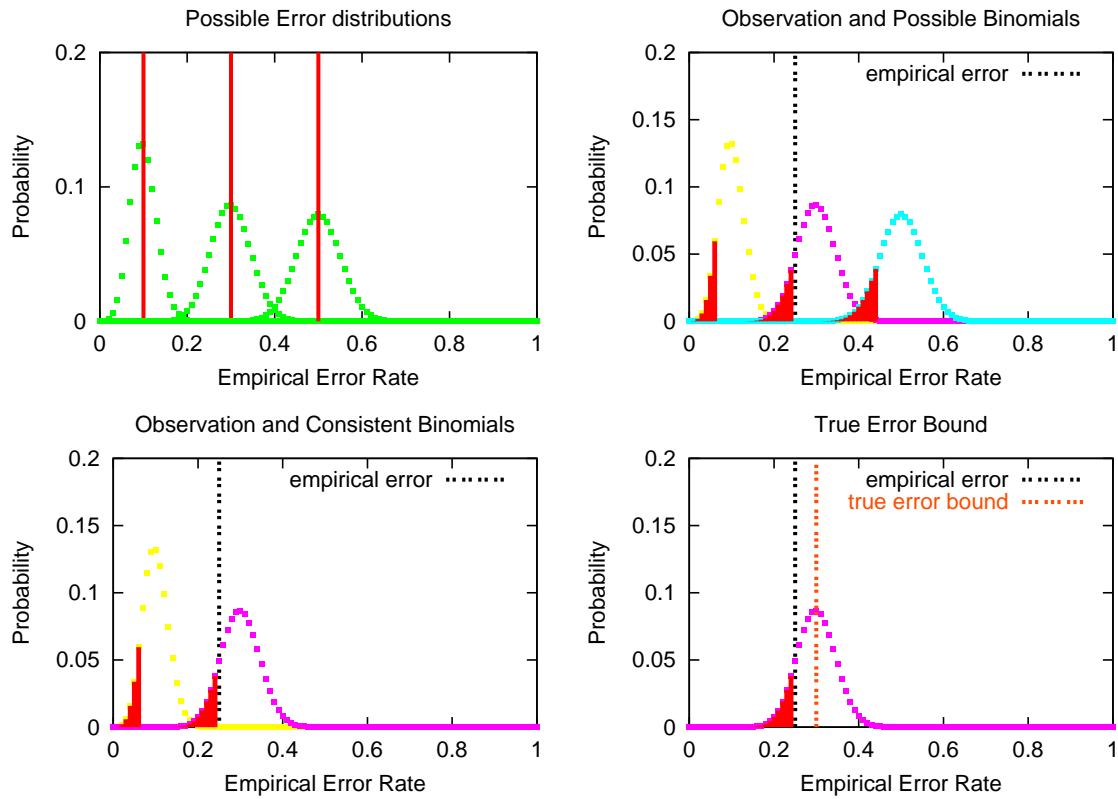 Possible Error distributions
0.2
0.15
0.1
0.05
0
Probability
0 0.2 0.4 0.6 0.8 1
Empirical Error Rate
Observation and Possible Binomials
empirical error
0.2
0.15
0.1
0.05
0
Probability
0 0.2 0.4 0.6 0.8 1
Empirical Error Rate
Observation and Consistent Binomials
empirical error
0.2
0.15
0.1
0.05
0
Probability
0 0.2 0.4 0.6 0.8 1
Empirical Error Rate
True Error Bound
empirical error
true error bound
0.2
0.15
0.1
0.05
0
Probability
0 0.2 0.4 0.6 0.8 1
Empirical Error Rate